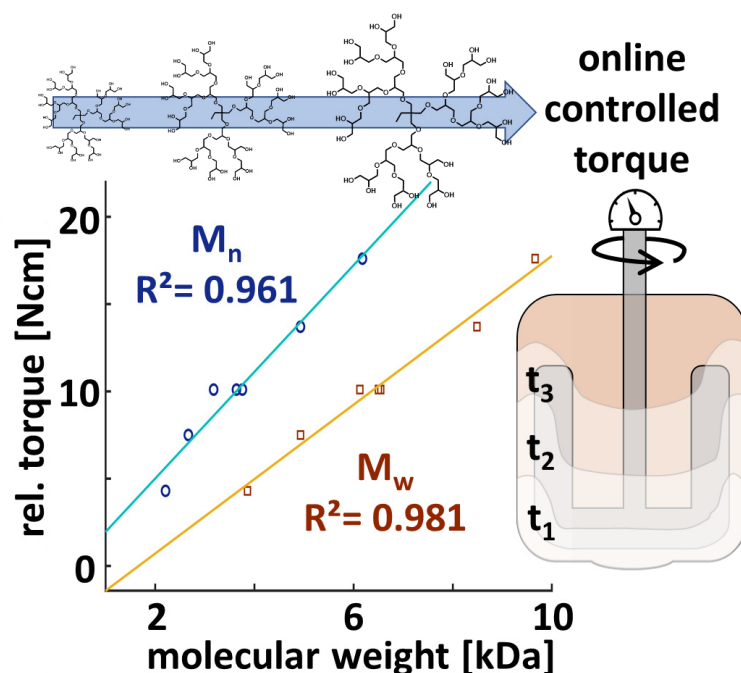 online
controlled
torque
rel. torque [Ncm]
20
10
0
Mₙ
R²= 0.961
M_w
R²= 0.981
2
6
10
molecular weight [kDa]
t₃
t₂
t₁